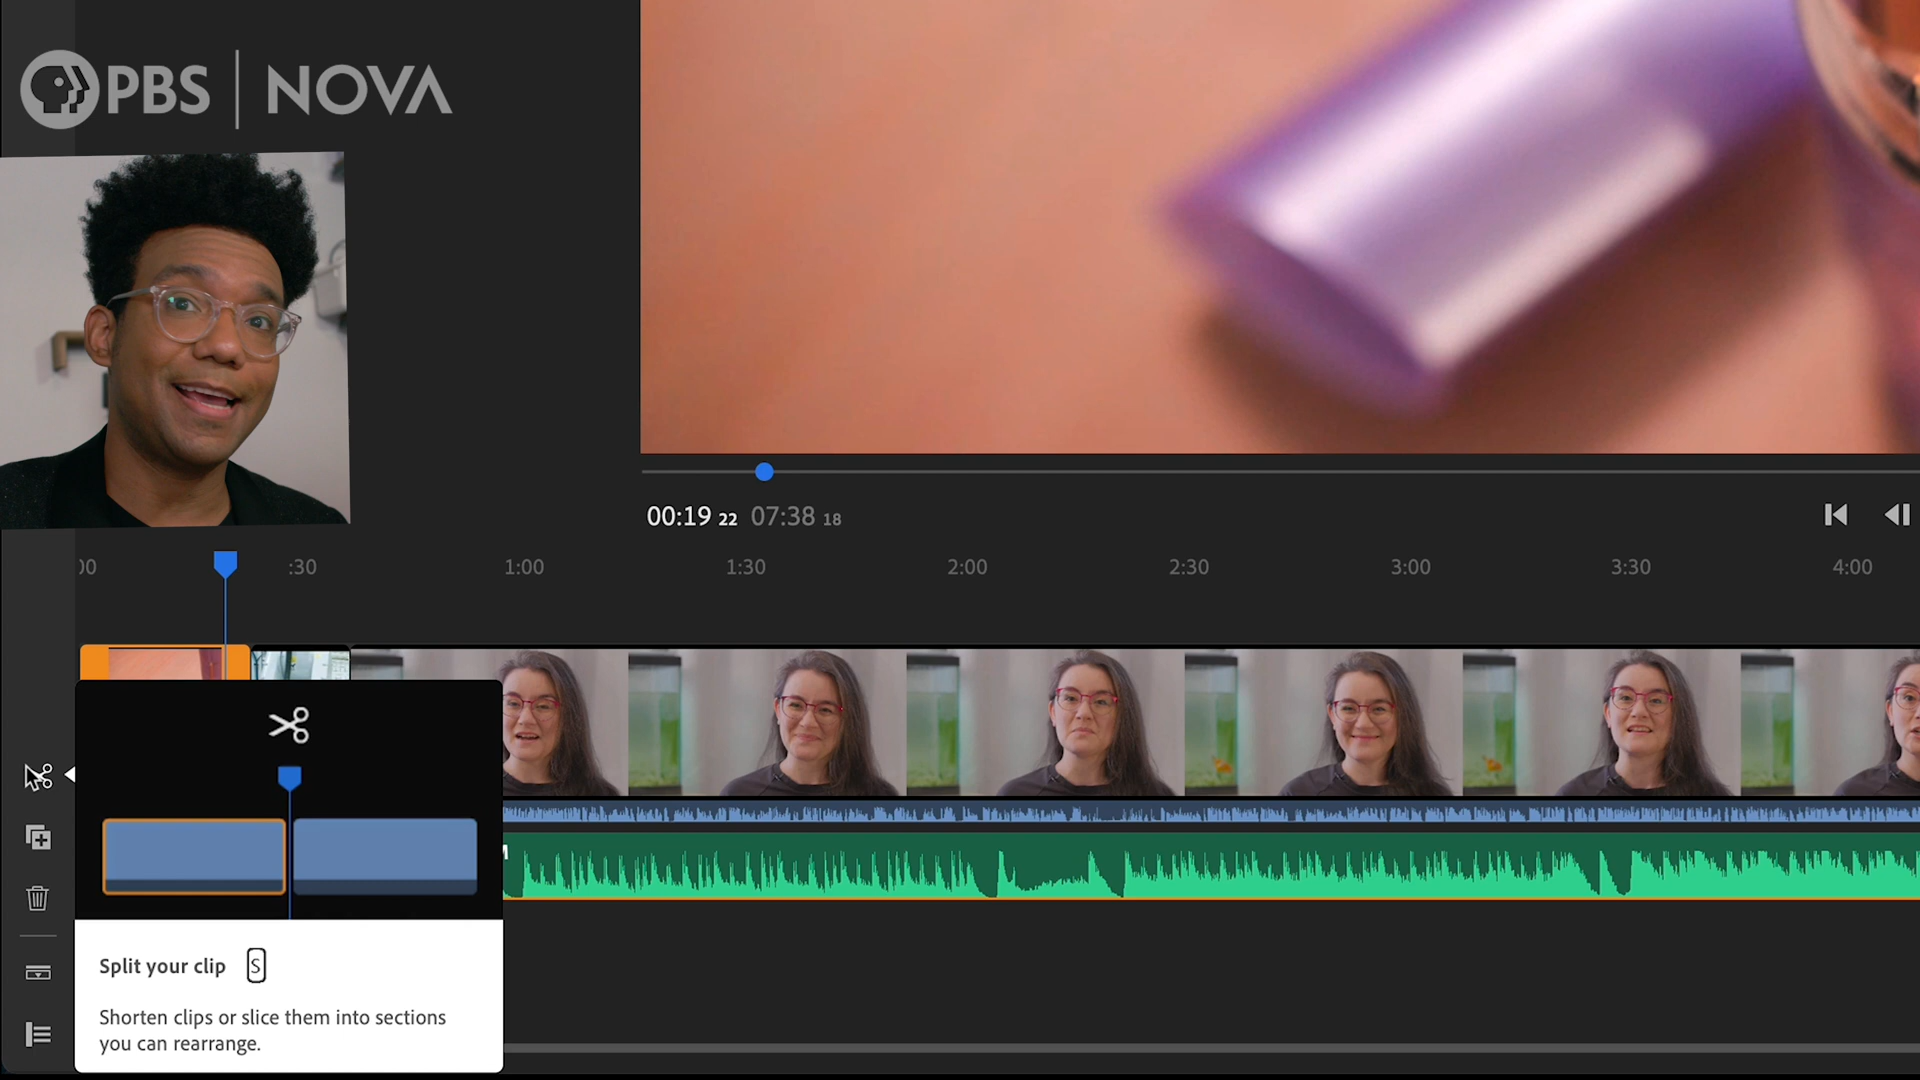 PBS | NOVA
00:19 22 07:38 18
:30 1:00 1:30 2:00 2:30 3:00 3:30 4:00
Split your clip S
Shorten clips or slice them into sections
you can rearrange.